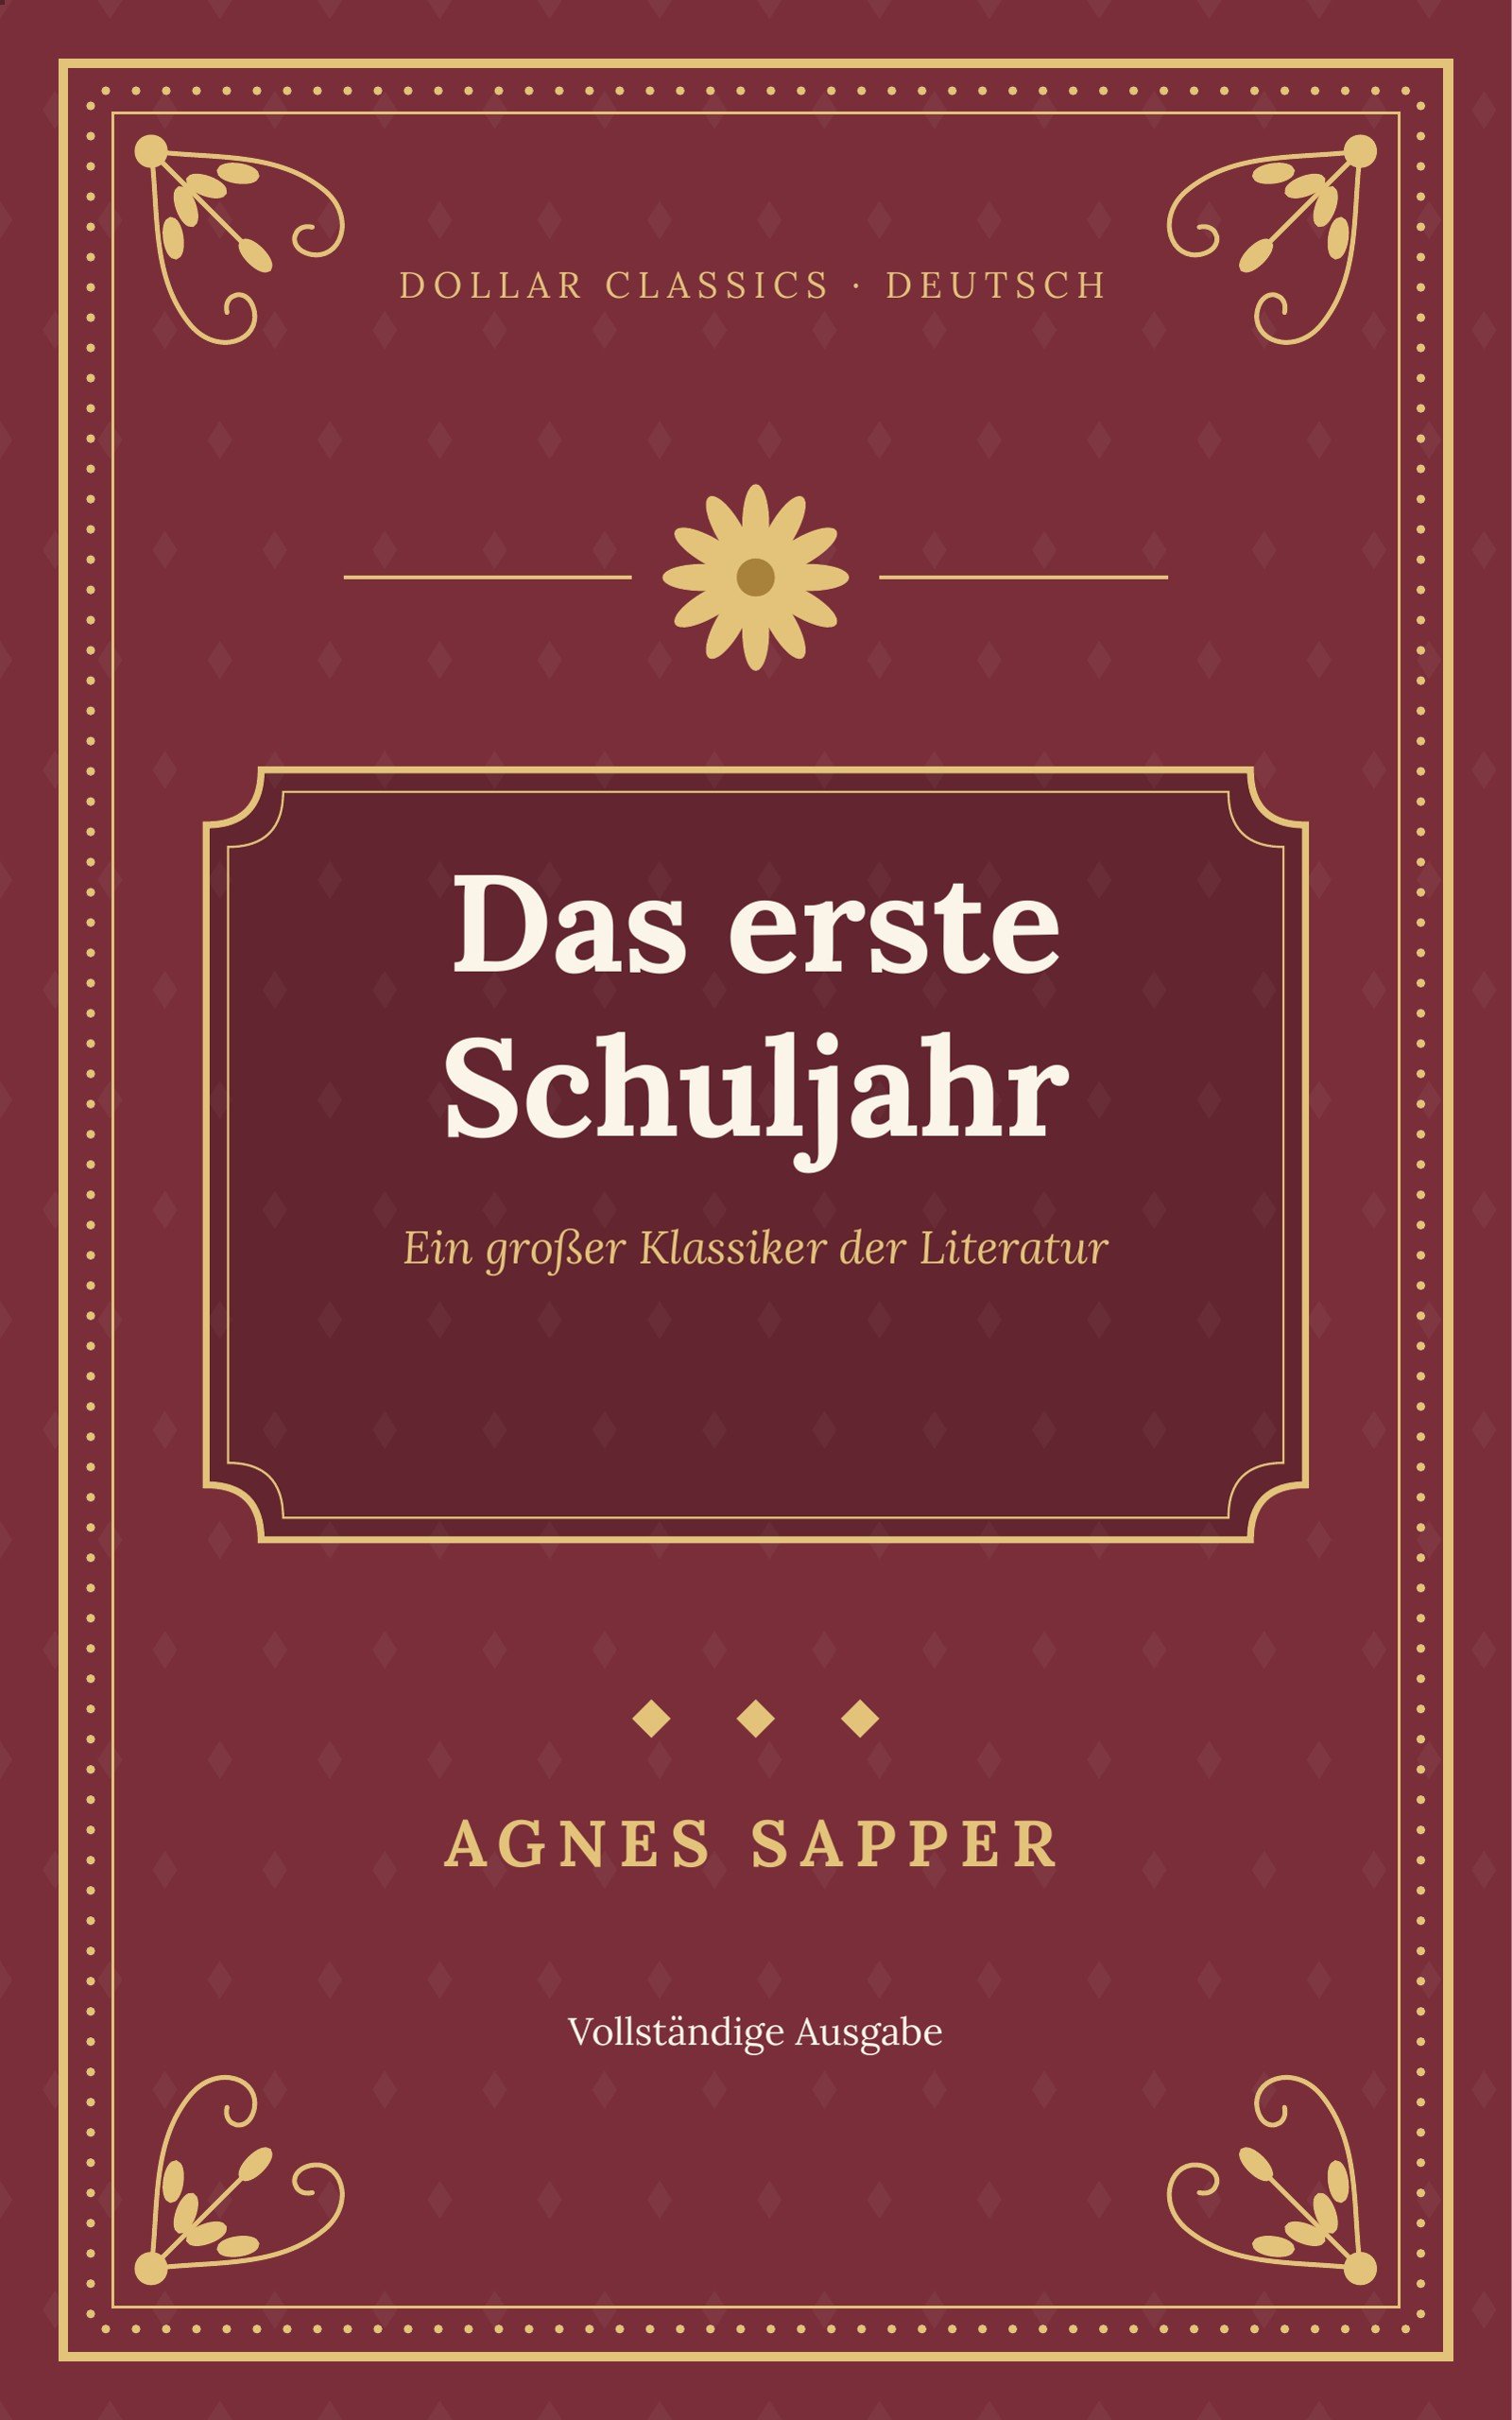 DOLLAR CLASSICS · DEUTSCH
Das erste
Schuljahr
Ein großer Klassiker der Literatur
AGNES SAPPER
Vollständige Ausgabe